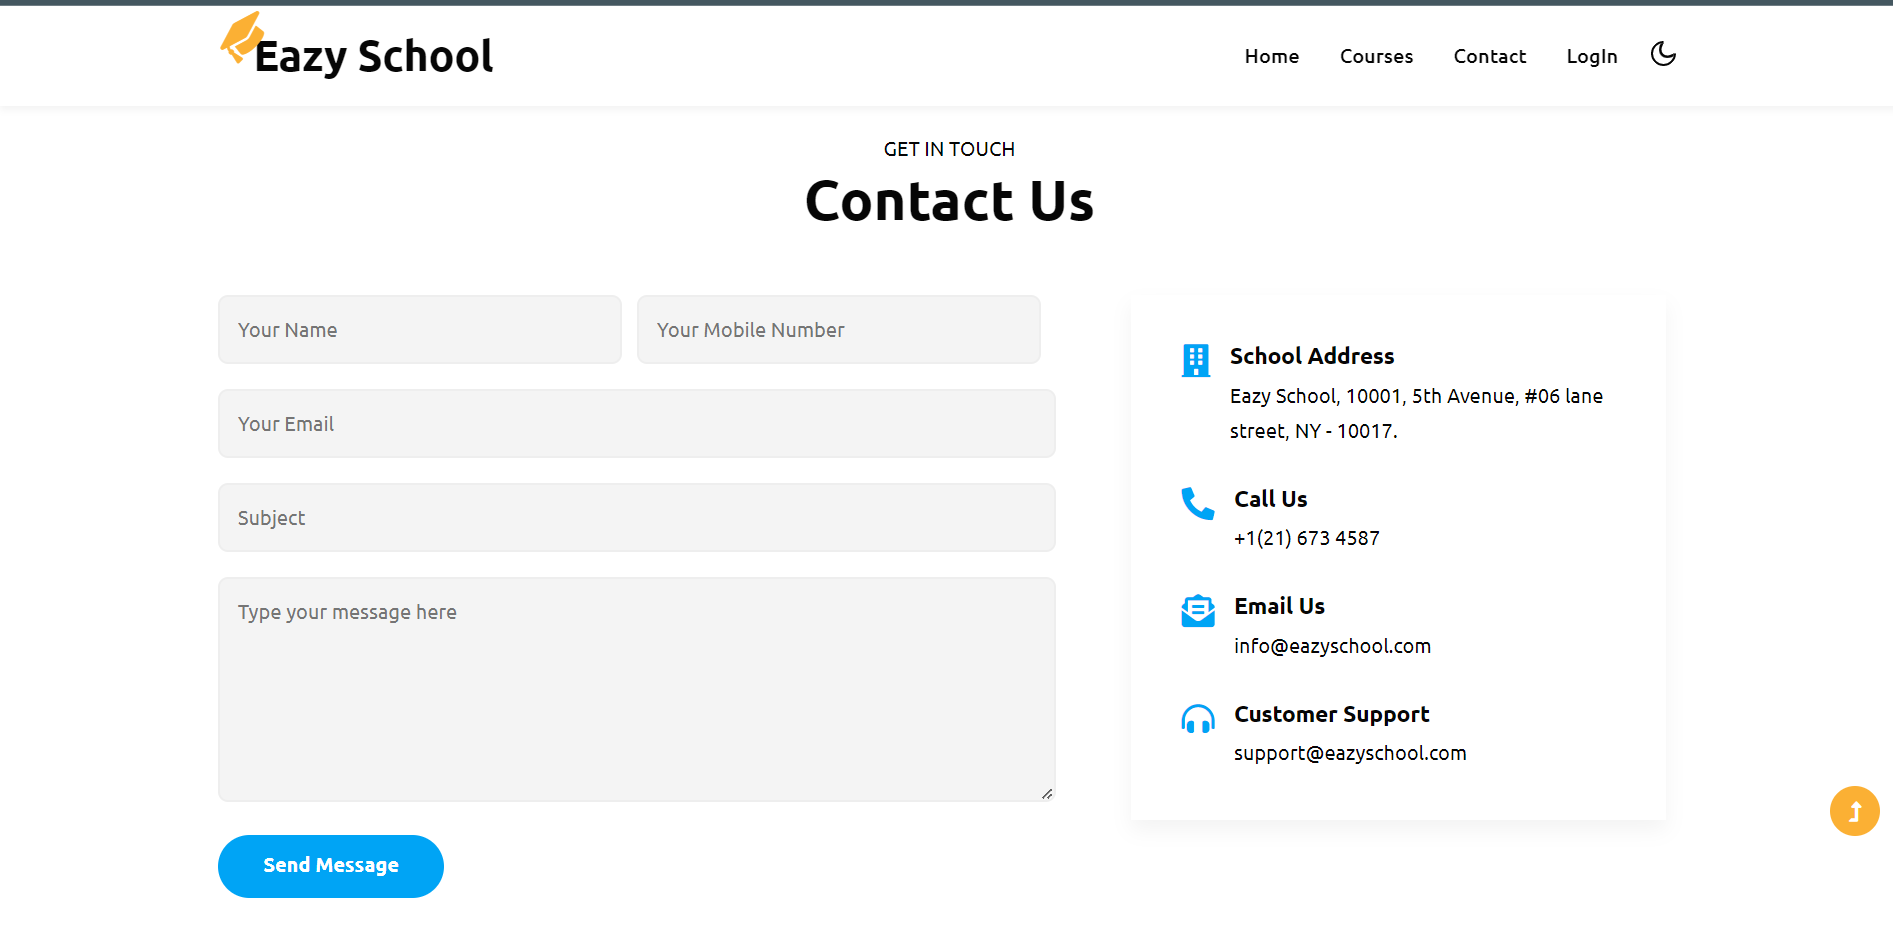 Eazy School
Home
Courses
Contact
LogIn
GET IN TOUCH
Contact Us
Your Name
Your Mobile Number
Your Email
Subject
Type your message here
Send Message
School Address
Eazy School, 10001, 5th Avenue, #06 lane
street, NY - 10017.
Call Us
+1(21) 673 4587
Email Us
info@eazyschool.com
Customer Support
support@eazyschool.com